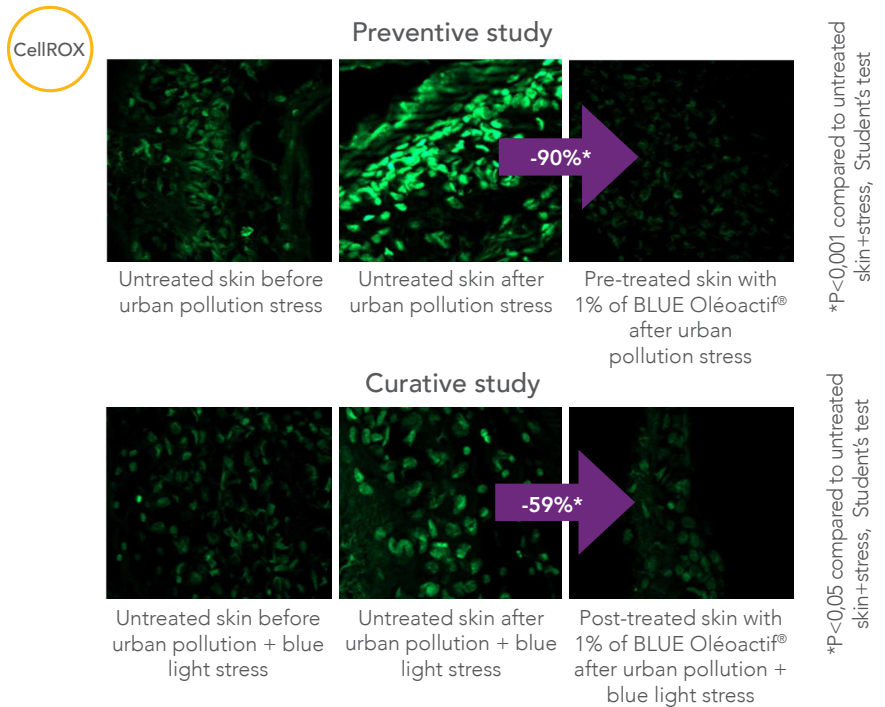 CellROX
Preventive study
-90%*
Untreated skin before
urban pollution stress
Untreated skin after
urban pollution stress
Pre-treated skin with
1% of BLUE Oléoactif®
after urban
pollution stress
*P<0,001 compared to untreated
skin+stress, Student's test
Curative study
-59%*
Untreated skin before
urban pollution + blue
light stress
Untreated skin after
urban pollution + blue
light stress
Post-treated skin with
1% of BLUE Oléoactif®
after urban pollution +
blue light stress
*P<0,05 compared to untreated
skin+stress, Student's test